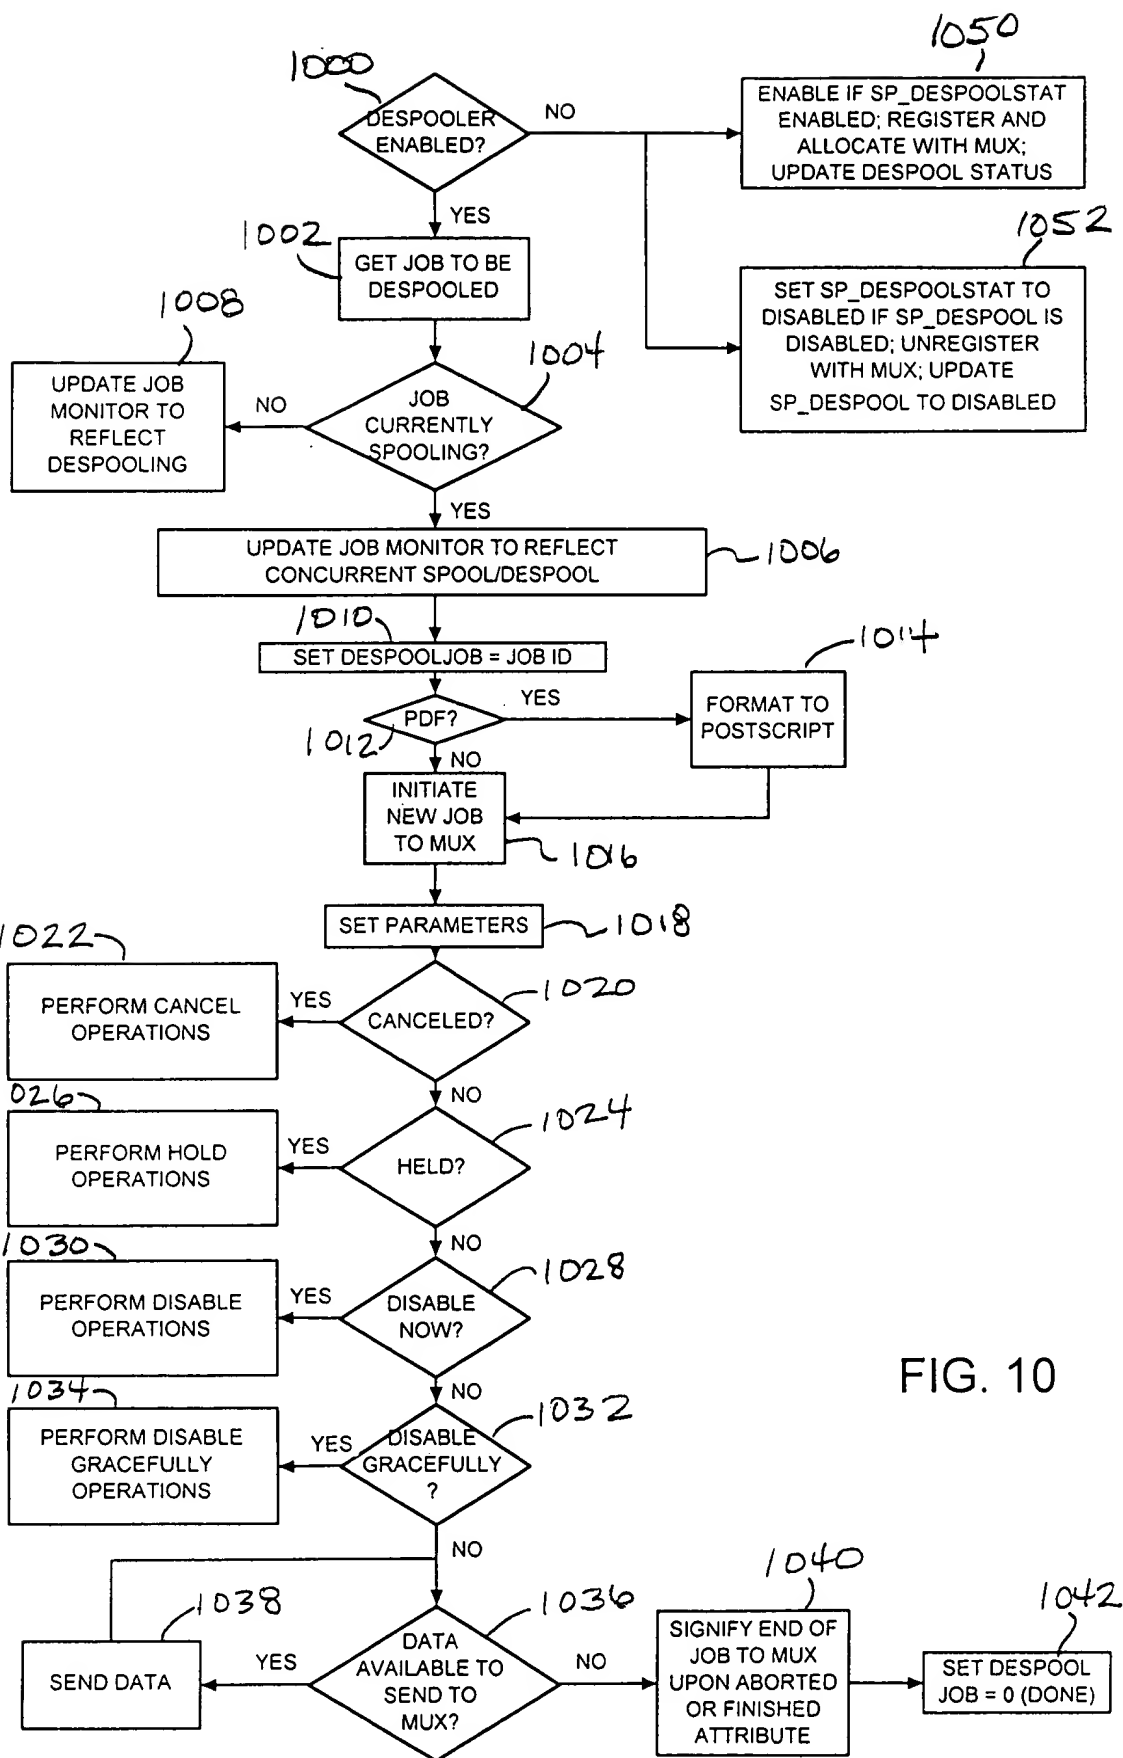 1050
1000
DESPOOLER
ENABLED?
NO
ENABLE IF SP_DESPOOLSTAT
ENABLED; REGISTER AND
ALLOCATE WITH MUX;
UPDATE DESPOOL STATUS
YES
1002
GET JOB TO BE
DESPOOLED
1052
SET SP_DESPOOLSTAT TO
DISABLED IF SP_DESPOOL IS
DISABLED; UNREGISTER
WITH MUX; UPDATE
SP_DESPOOL TO DISABLED
1008
UPDATE JOB
MONITOR TO
REFLECT
DESPOOLING
NO
1004
JOB
CURRENTLY
SPOOLING?
YES
UPDATE JOB MONITOR TO REFLECT
CONCURRENT SPOOL/DESPOOL
1006
1010
SET DESPOOLJOB = JOB ID
1014
PDF?
YES
FORMAT TO
POSTSCRIPT
1012
NO
INITIATE
NEW JOB
TO MUX
1016
SET PARAMETERS
1018
1022
PERFORM CANCEL
OPERATIONS
YES
CANCELED?
1020
NO
026
PERFORM HOLD
OPERATIONS
YES
HELD?
1024
NO
1030
PERFORM DISABLE
OPERATIONS
YES
DISABLE
NOW?
1028
NO
FIG. 10
1034
PERFORM DISABLE
GRACEFULLY
OPERATIONS
YES
DISABLE
GRACEFULLY
?
1032
NO
1038
SEND DATA
YES
DATA
AVAILABLE TO
SEND TO
MUX?
1036
NO
1040
SIGNIFY END OF
JOB TO MUX
UPON ABORTED
OR FINISHED
ATTRIBUTE
1042
SET DESPOOL
JOB = 0 (DONE)